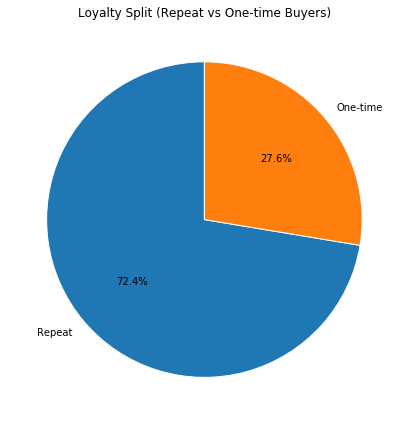 Loyalty Split (Repeat vs One-time Buyers)
One-time
27.6%
72.4%
Repeat